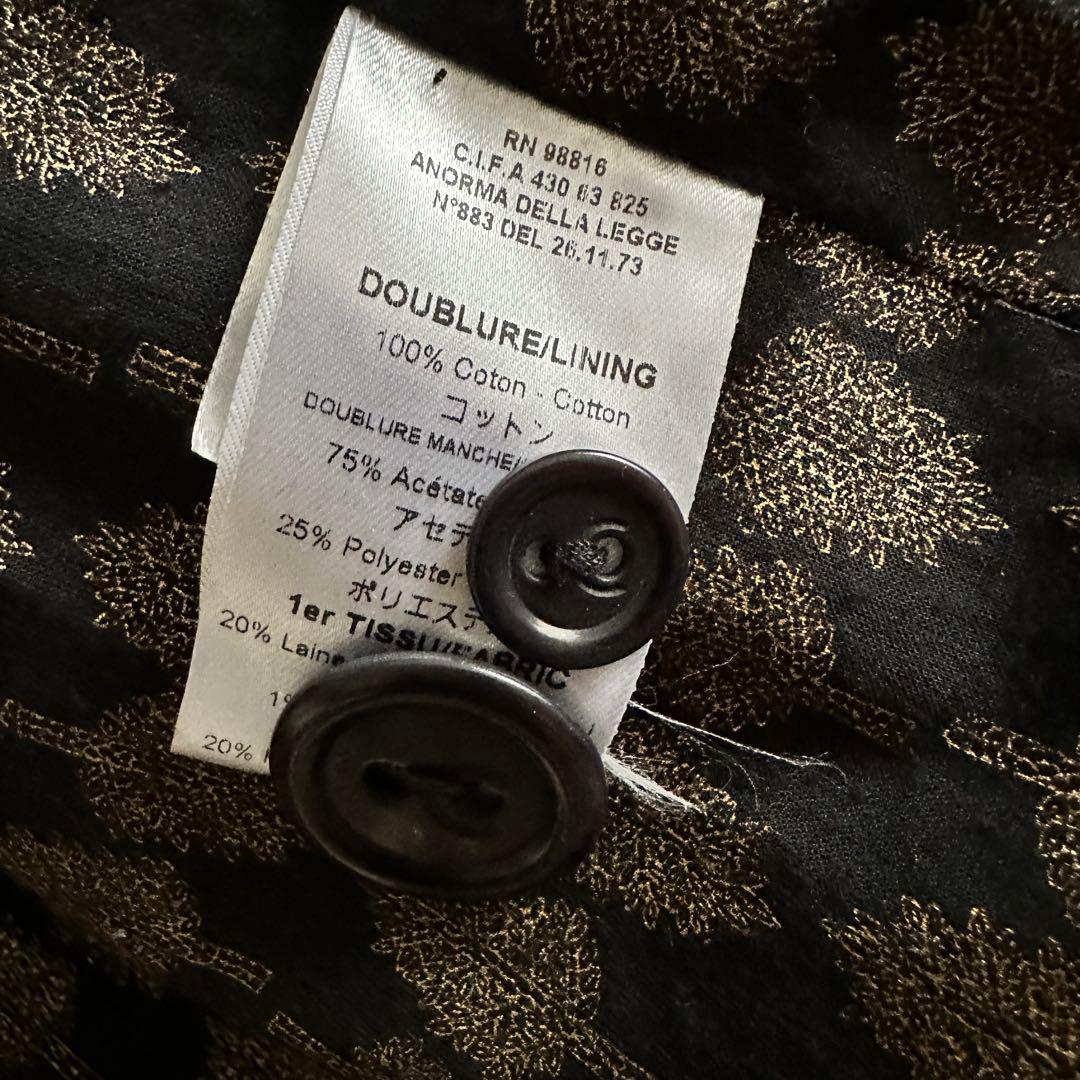 RN 98816
C.I.F.A 430 63 825
ANORMA DELLA LEGGE
N°883 DEL 26.11.73
DOUBLURE/LINING
100% Coton - Cotton
コットン
DOUBLURE MANCHE/
75% Acétate
アセテ
25% Polyester
ポリエステ
1er TISSU/FABRIC
20% Laine
1%
20%